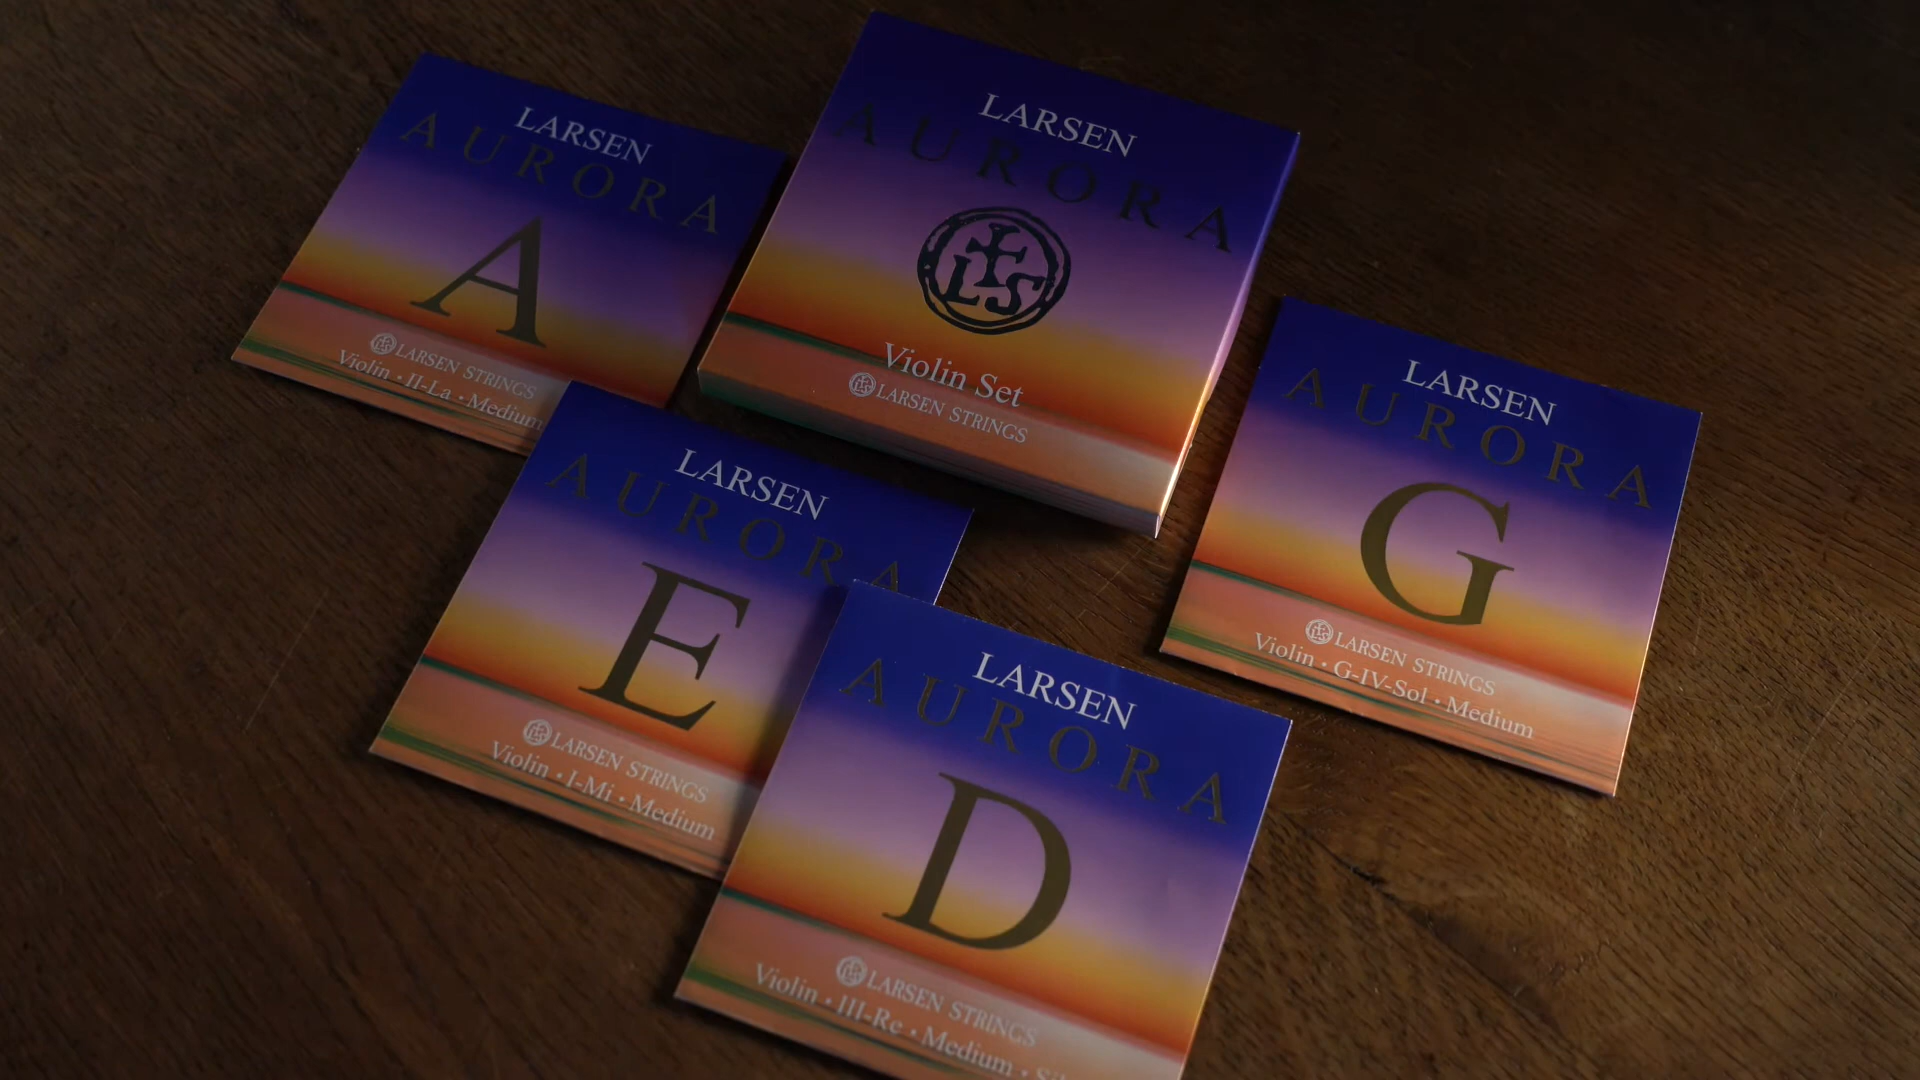 LARSEN
AURORA
A
LARSEN STRINGS
Violin • II-La • Medium
LARSEN
AURORA
LS
Violin Set
LARSEN STRINGS
LARSEN
AURORA
E
LARSEN STRINGS
Violin • I-Mi • Medium
LARSEN
AURORA
G
LARSEN STRINGS
Violin • G-IV-Sol • Medium
LARSEN
AURORA
D
LARSEN STRINGS
Violin • III-Re • Medium •